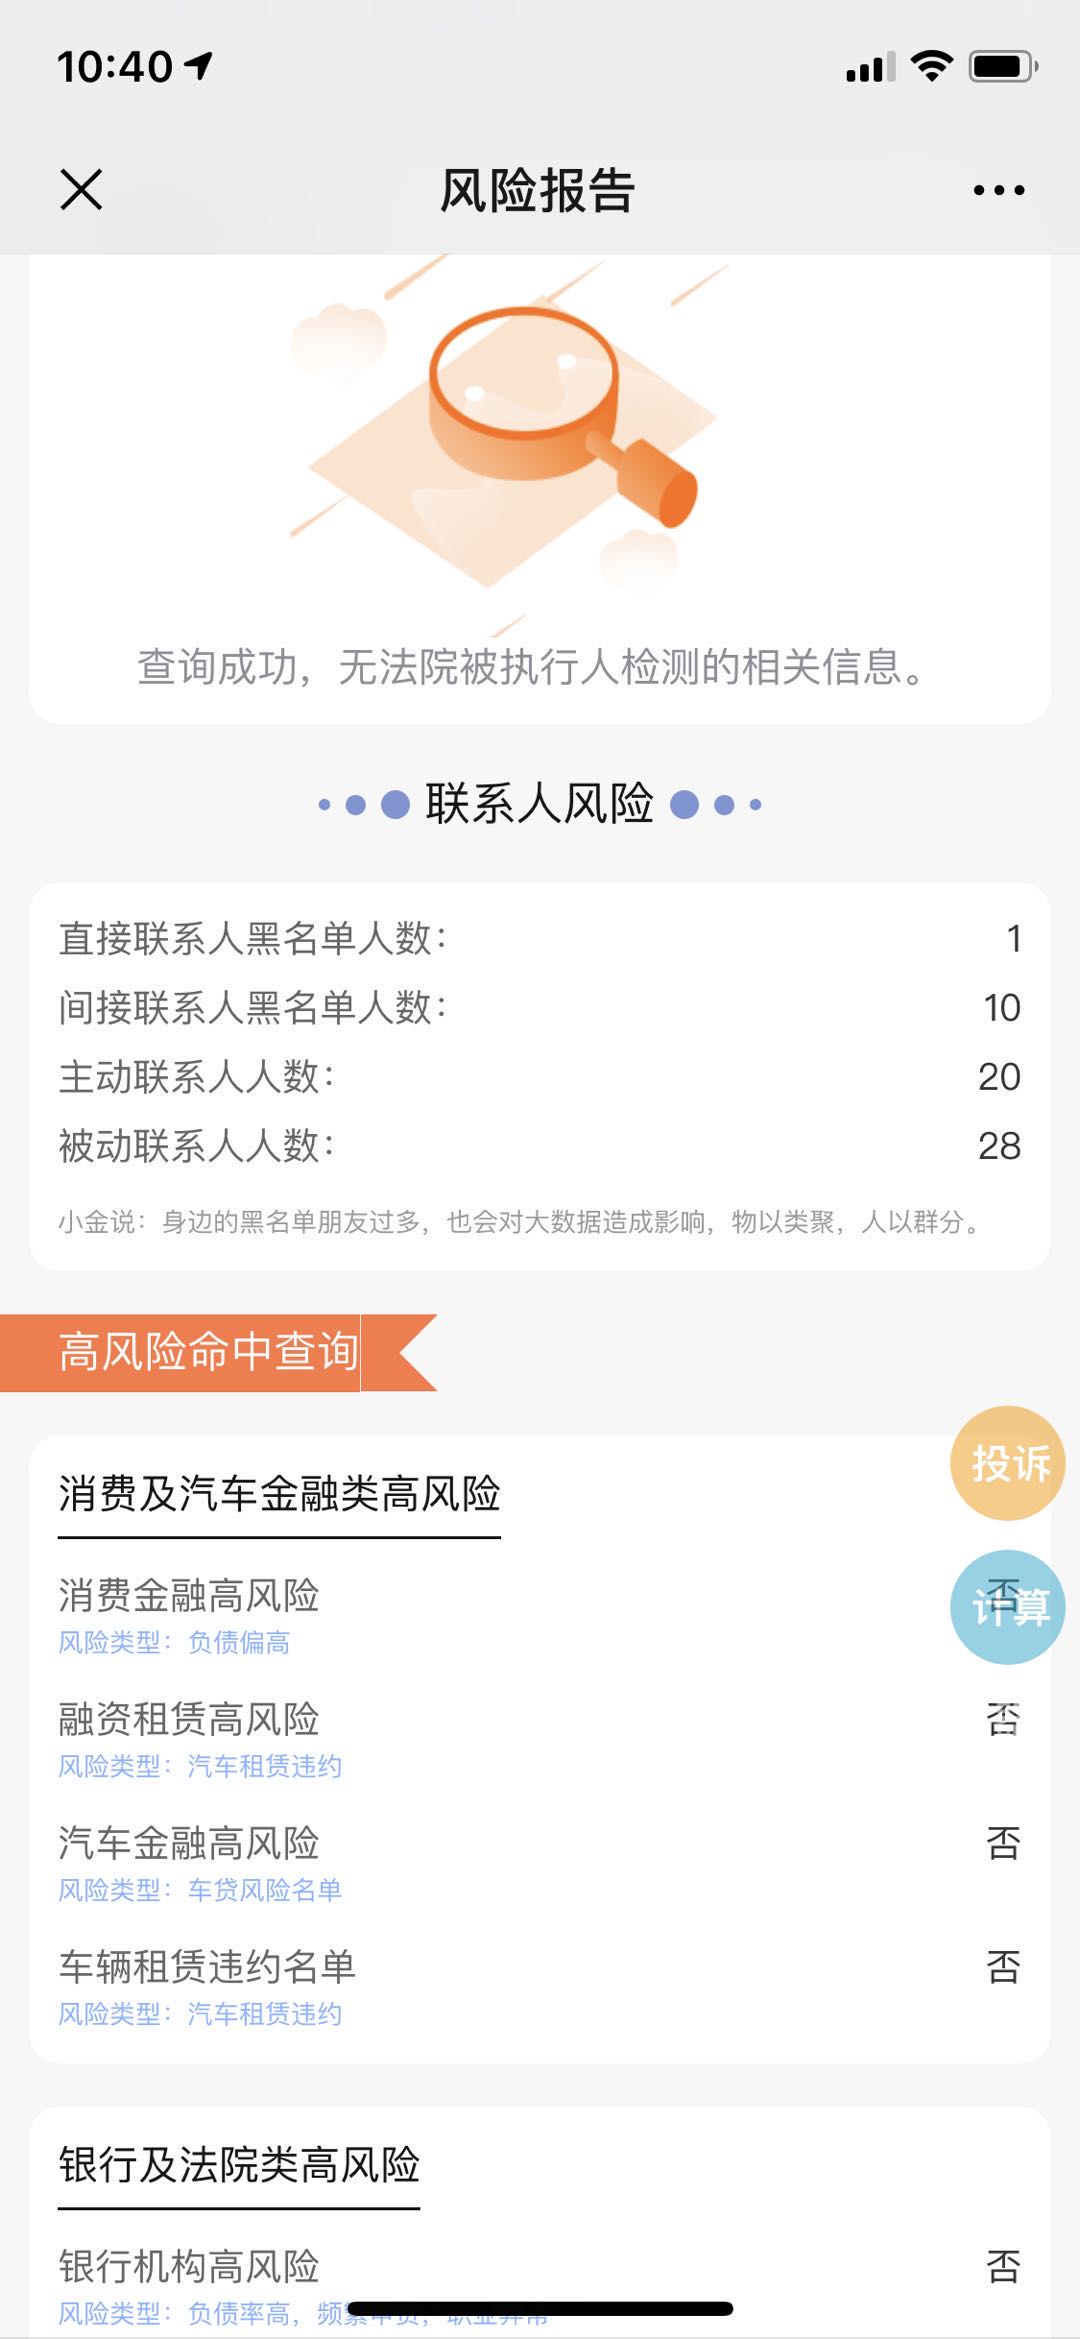 10:40
风险报告
查询成功，无法院被执行人检测的相关信息。
联系人风险
直接联系人黑名单人数： 1
间接联系人黑名单人数： 10
主动联系人人数： 20
被动联系人人数： 28
小金说：身边的黑名单朋友过多，也会对大数据造成影响，物以类聚，人以群分。
高风险命中查询
投诉
消费及汽车金融类高风险
消费金融高风险 否
计算
风险类型：负债偏高
融资租赁高风险 否
风险类型：汽车租赁违约
汽车金融高风险 否
风险类型：车贷风险名单
车辆租赁违约名单 否
风险类型：汽车租赁违约
银行及法院类高风险
银行机构高风险 否
风险类型：负债率高，频繁申贷，职业异常